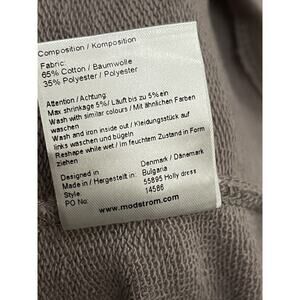 Composition / Komposition
Fabric:
65% Cotton / Baumwolle
35% Polyester / Polyester
Attention / Achtung:
Max shrinkage 5%/ Läuft bis zu 5% ein
Wash with similar colours / Mit ähnlichen Farben
waschen
Wash and iron inside out / Kleidungsstück auf
links waschen und bügeln
Reshape while wet / Im feuchtem Zustand in Form
ziehen
Designed in: Denmark / Dänemark
Made in / Hergestellt in: Bulgaria
Style: 55895 Holly dress
PO No: 14586
www.modstrom.com